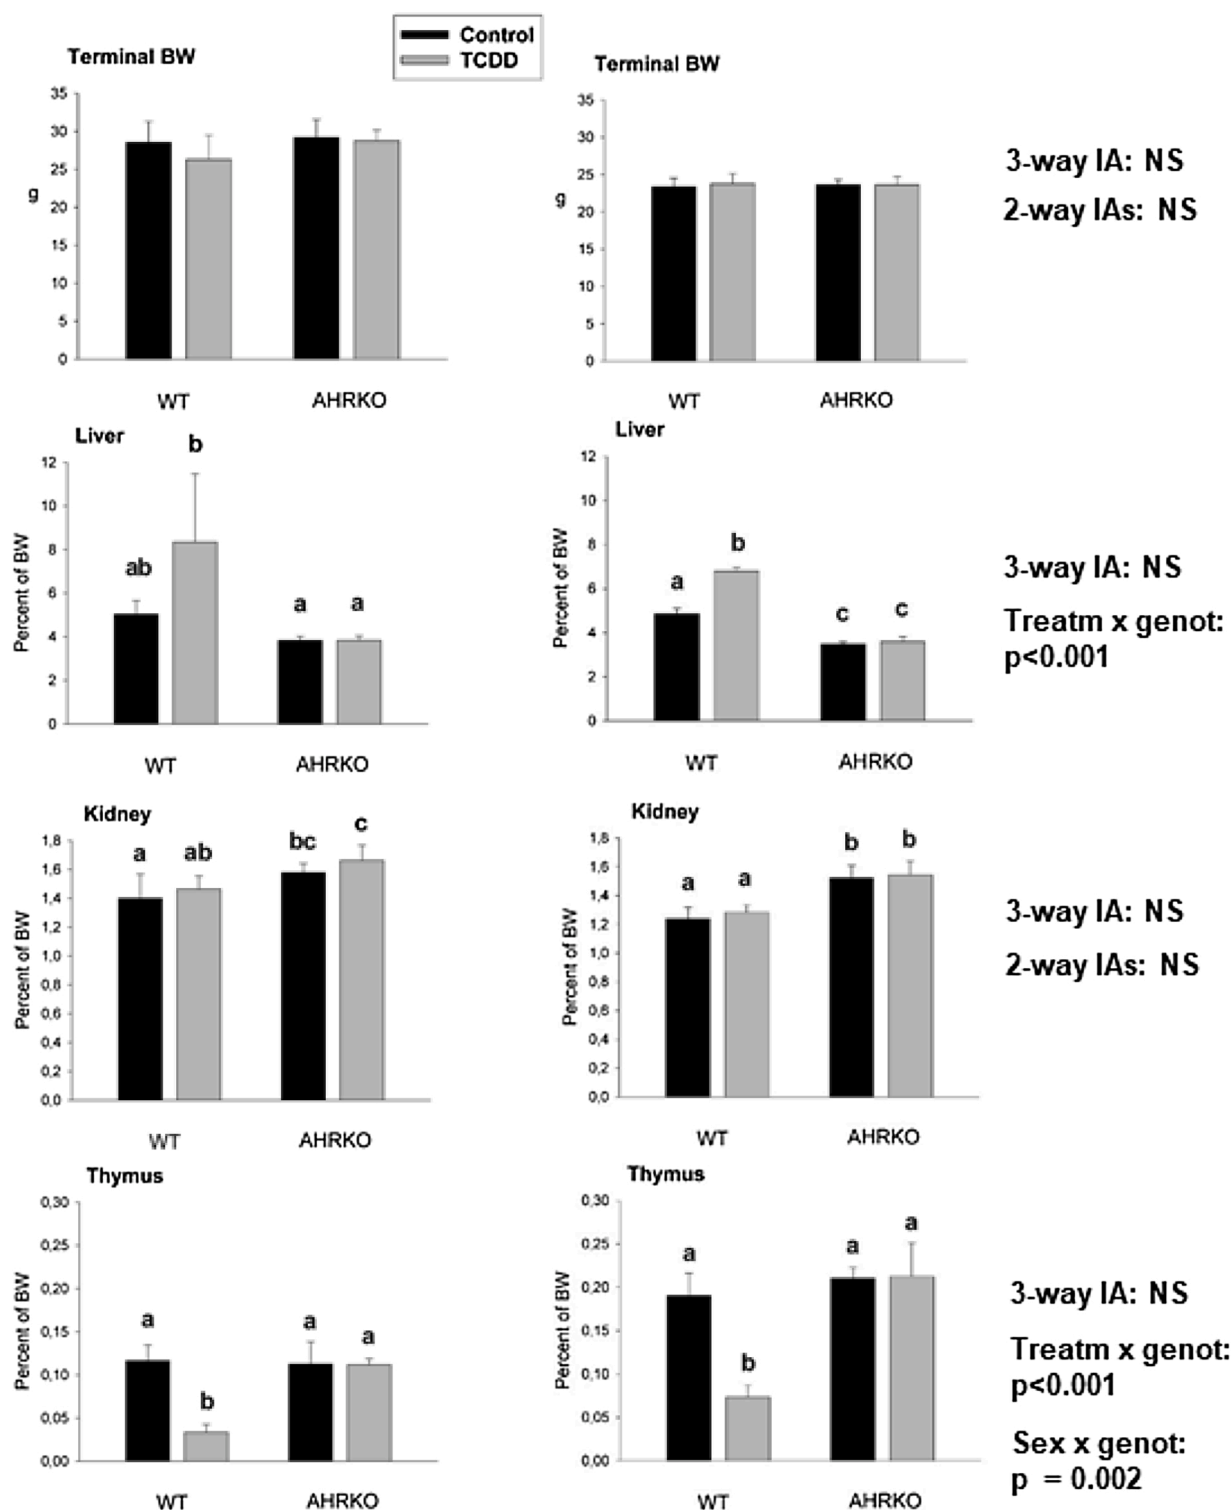 Control
TCDD
Terminal BW
35
30
25
20
15
10
5
0
g
WT
AHRKO
Terminal BW
35
30
25
20
15
10
5
0
g
WT
AHRKO
3-way IA: NS
2-way IAs: NS
Liver
12
10
8
6
4
2
0
Percent of BW
ab
b
a
a
WT
AHRKO
Liver
12
10
8
6
4
2
0
Percent of BW
a
b
c
c
WT
AHRKO
3-way IA: NS
Treatm x genot:
p<0.001
Kidney
1,8
1,6
1,4
1,2
1,0
0,8
0,6
0,4
0,2
0,0
Percent of BW
a
ab
bc
c
WT
AHRKO
Kidney
1,8
1,6
1,4
1,2
1,0
0,8
0,6
0,4
0,2
0,0
Percent of BW
a
a
b
b
WT
AHRKO
3-way IA: NS
2-way IAs: NS
Thymus
0,30
0,25
0,20
0,15
0,10
0,05
0,00
Percent of BW
a
b
a
a
WT
AHRKO
Thymus
0,30
0,25
0,20
0,15
0,10
0,05
0,00
Percent of BW
a
b
a
a
WT
AHRKO
3-way IA: NS
Treatm x genot:
p<0.001
Sex x genot:
p = 0.002